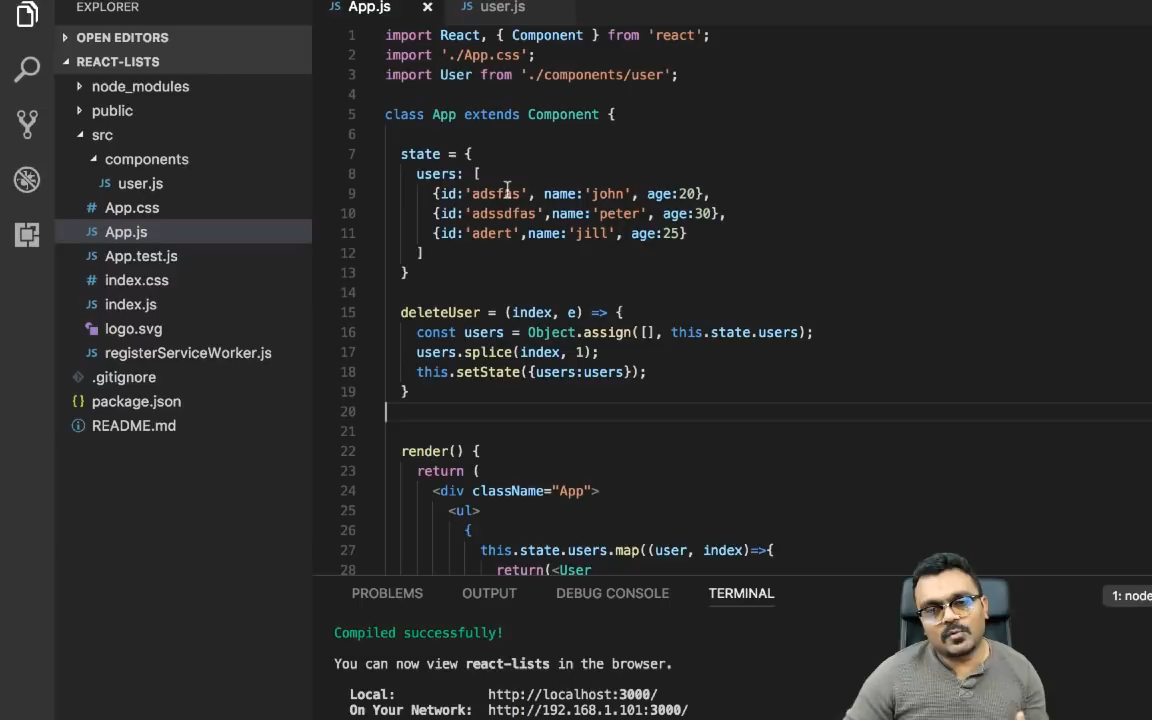 EXPLORER
OPEN EDITORS
REACT-LISTS
node_modules
public
src
components
JS user.js
# App.css
JS App.js
JS App.test.js
# index.css
JS index.js
logo.svg
JS registerServiceWorker.js
.gitignore
{} package.json
README.md
JS App.js × JS user.js
1 import React, { Component } from 'react';
2 import './App.css';
3 import User from './components/user';
4
5 class App extends Component {
6
7 state = {
8 users: [
9 {id:'adsfas', name:'john', age:20},
10 {id:'adssdfas',name:'peter', age:30},
11 {id:'adert',name:'jill', age:25}
12 ]
13 }
14
15 deleteUser = (index, e) => {
16 const users = Object.assign([], this.state.users);
17 users.splice(index, 1);
18 this.setState({users:users});
19 }
20
21
22 render() {
23 return (
24 <div className="App">
25 <ul>
26 {
27 this.state.users.map((user, index)=>{
28 return(<User
PROBLEMS OUTPUT DEBUG CONSOLE TERMINAL 1: node
Compiled successfully!
You can now view react-lists in the browser.
Local: http://localhost:3000/
On Your Network: http://192.168.1.101:3000/